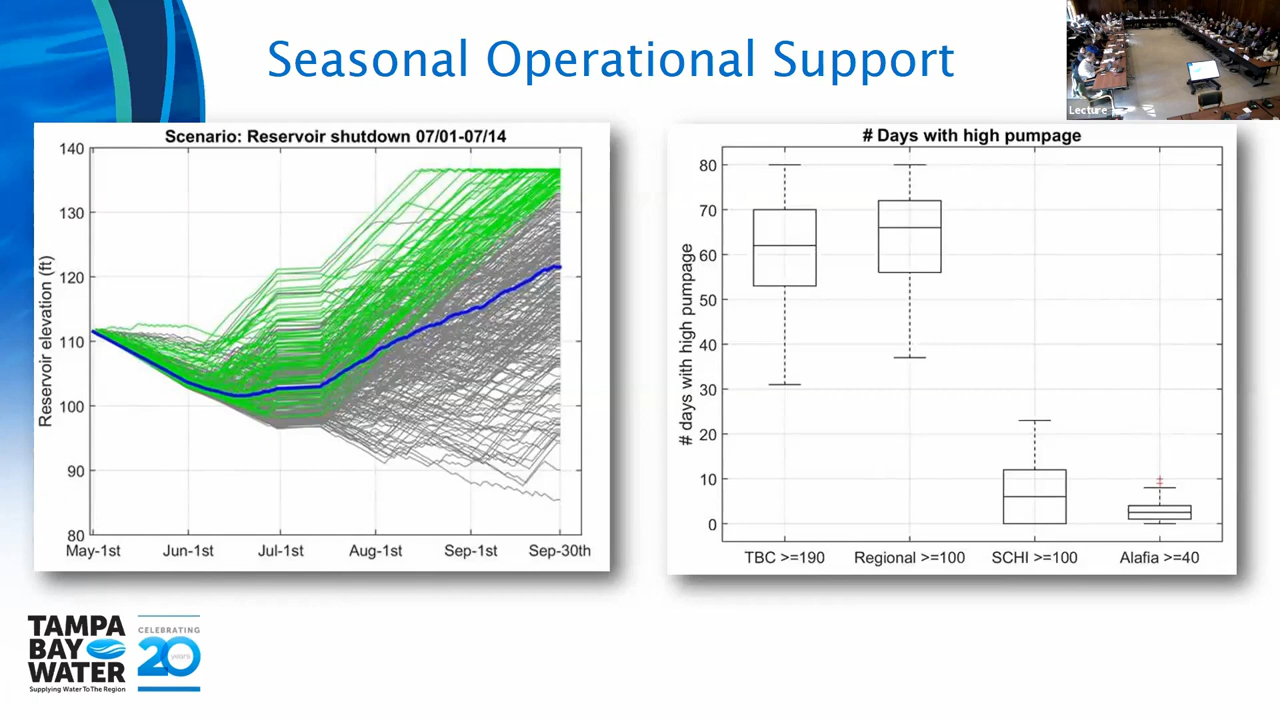 Seasonal Operational Support
Lecture
Scenario: Reservoir shutdown 07/01-07/14
Reservoir elevation (ft)
140
130
120
110
100
90
80
May-1st
Jun-1st
Jul-1st
Aug-1st
Sep-1st
Sep-30th
# Days with high pumpage
# days with high pumpage
80
70
60
50
40
30
20
10
0
TBC >=190
Regional >=100
SCHI >=100
Alafia >=40
TAMPA
BAY
WATER
Supplying Water To The Region
CELEBRATING
20
years